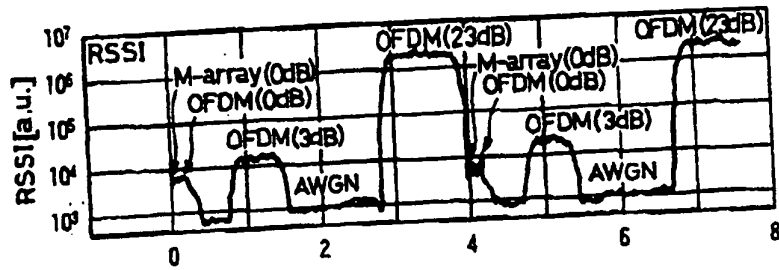 10⁷
RSSI
OFDM(23dB)
OFDM(23dB)
M-array(0dB)
OFDM(0dB)
M-array(0dB)
OFDM(0dB)
10⁶
10⁵
OFDM(3dB)
OFDM(3dB)
10⁴
AWGN
AWGN
10³
RSSI[a.u.]
0 2 4 6 8